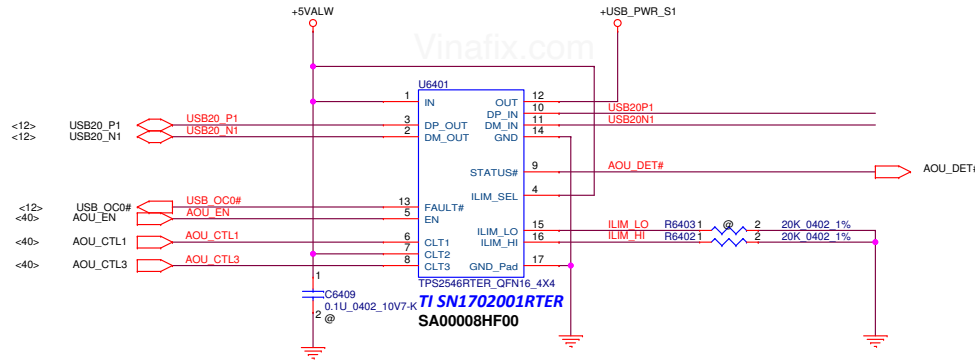 +5VALW
+USB_PWR_S1
Vinafix.com
U6401
1 IN OUT 12
DP_IN 10 USB20P1
<12> USB20_P1 USB20_P1 3 DP_OUT DM_IN 11 USB20N1
<12> USB20_N1 USB20_N1 2 DM_OUT GND 14
STATUS# 9 AOU_DET# AOU_DET#
ILIM_SEL 4
<12> USB_OC0# USB_OC0# 13 FAULT#
<40> AOU_EN AOU_EN 5 EN
ILIM_LO 15 ILIM_LO R6403 1 @ 2 20K_0402_1%
<40> AOU_CTL1 AOU_CTL1 6 CLT1 ILIM_HI 16 ILIM_HI R6402 1 2 20K_0402_1%
7 CLT2
<40> AOU_CTL3 AOU_CTL3 8 CLT3 GND_Pad 17
TPS2546RTER_QFN16_4X4
1
C6409
0.1U_0402_10V7-K
2 @
TI SN1702001RTER
SA00008HF00